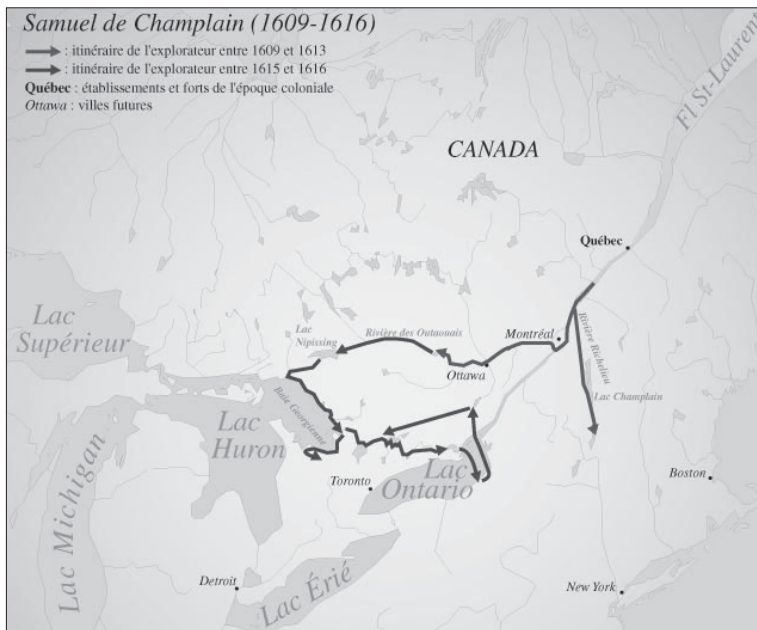 Samuel de Champlain (1609-1616)
: itinéraire de l'explorateur entre 1609 et 1613
: itinéraire de l'explorateur entre 1615 et 1616
Québec : établissements et forts de l'époque coloniale
Ottawa : villes futures
Fl St-Laurent
CANADA
Québec
Lac
Supérieur
Lac
Nipissing
Rivière des Outaouais
Montréal
Rivière Richelieu
Ottawa
Lac Champlain
Baie Georgienne
Lac
Huron
Lac Michigan
Toronto
Lac
Ontario
Boston
Detroit
Lac Érié
New York